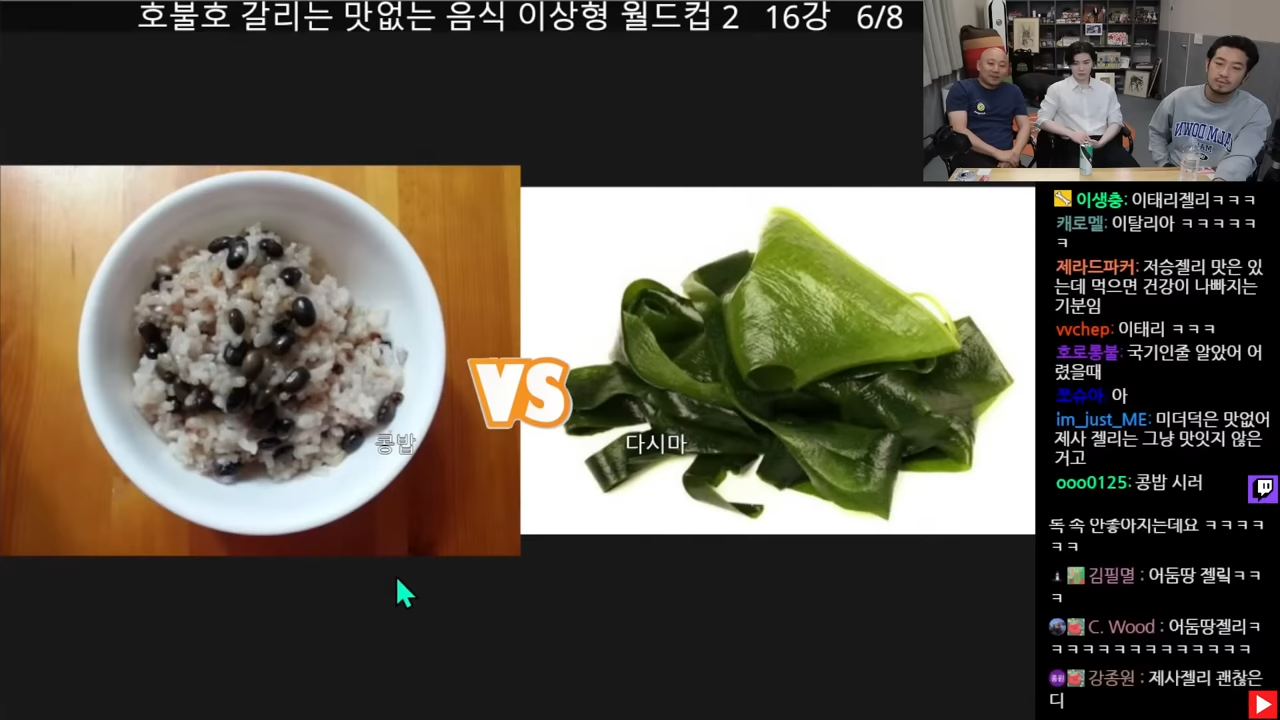 호불호 갈리는 맛없는 음식 이상형 월드컵 2 16강 6/8
콩밥
VS
다시마
이생충: 이태리젤리ㅋㅋㅋ
캐로멜: 이탈리아 ㅋㅋㅋㅋㅋ
ㅋ
제라드파커: 저승젤리 맛은 있
는데 먹으면 건강이 나빠지는
기분임
vvchep: 이태리 ㅋㅋㅋ
호로롱불: 국기인줄 알았어 어
렸을때
쪼슈아: 아
im_just_ME: 미더덕은 맛없어
제사 젤리는 그냥 맛잇지 않은
거고
ooo0125: 콩밥 시러
독 속 안좋아지는데요 ㅋㅋㅋㅋ
ㅋㅋ
김필멸 : 어둠땅 젤맄ㅋㅋ
ㅋ
C. Wood : 어둠땅젤리ㅋ
ㅋㅋㅋㅋㅋㅋㅋㅋㅋㅋㅋㅋㅋ
강종원 : 제사젤리 괜찮은
디